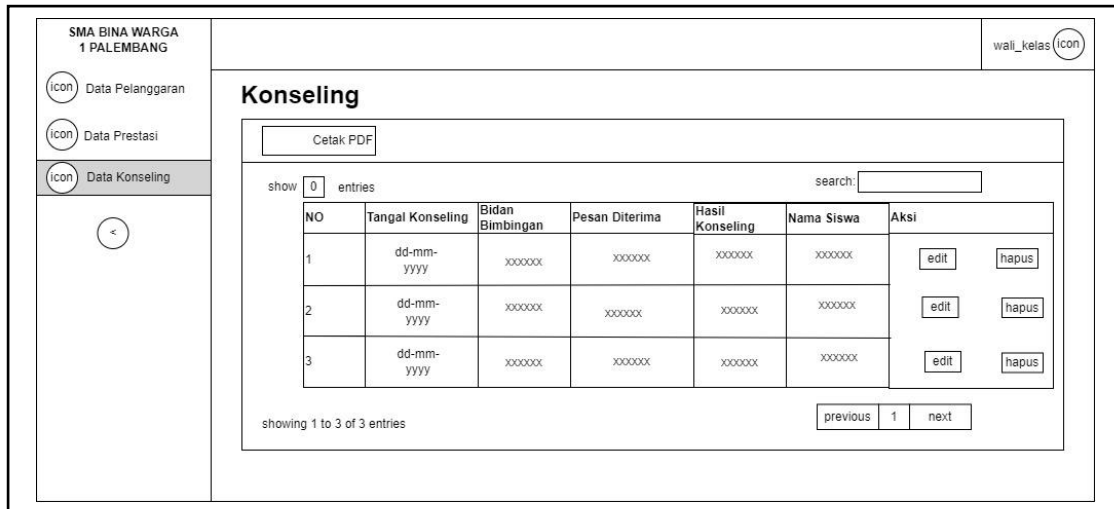 SMA BINA WARGA
1 PALEMBANG
wali_kelas
icon
icon
Data Pelanggaran
icon
Data Prestasi
icon
Data Konseling
<
Konseling
Cetak PDF
show 0 entries
search:
NO
Tangal Konseling
Bidan
Bimbingan
Pesan Diterima
Hasil
Konseling
Nama Siswa
Aksi
1
dd-mm-
yyyy
xxxxxx
xxxxxx
xxxxxx
xxxxxx
edit
hapus
2
dd-mm-
yyyy
xxxxxx
xxxxxx
xxxxxx
xxxxxx
edit
hapus
3
dd-mm-
yyyy
xxxxxx
xxxxxx
xxxxxx
xxxxxx
edit
hapus
showing 1 to 3 of 3 entries
previous 1 next